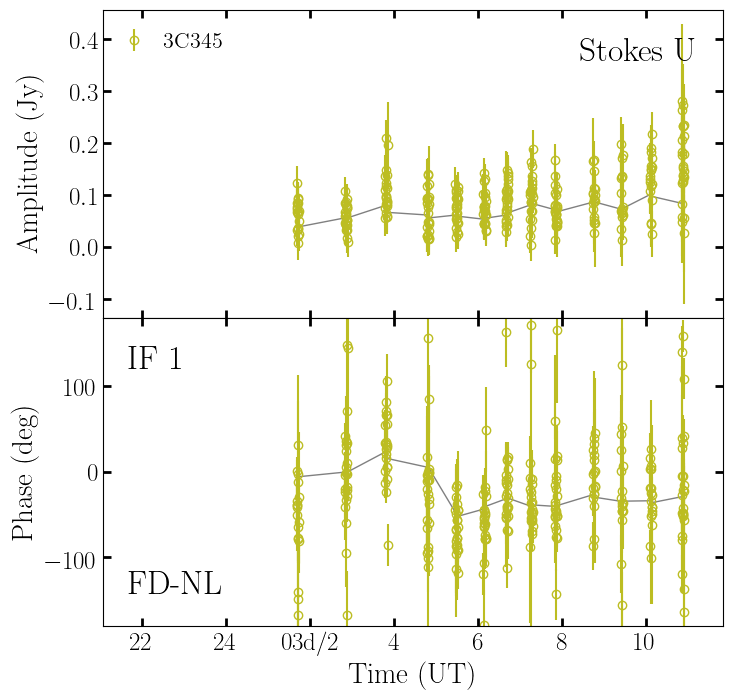 3C345
Stokes U
0.4
0.3
0.2
0.1
0.0
−0.1
Amplitude (Jy)
IF 1
100
0
−100
Phase (deg)
FD-NL
22 24 03d/2 4 6 8 10
Time (UT)